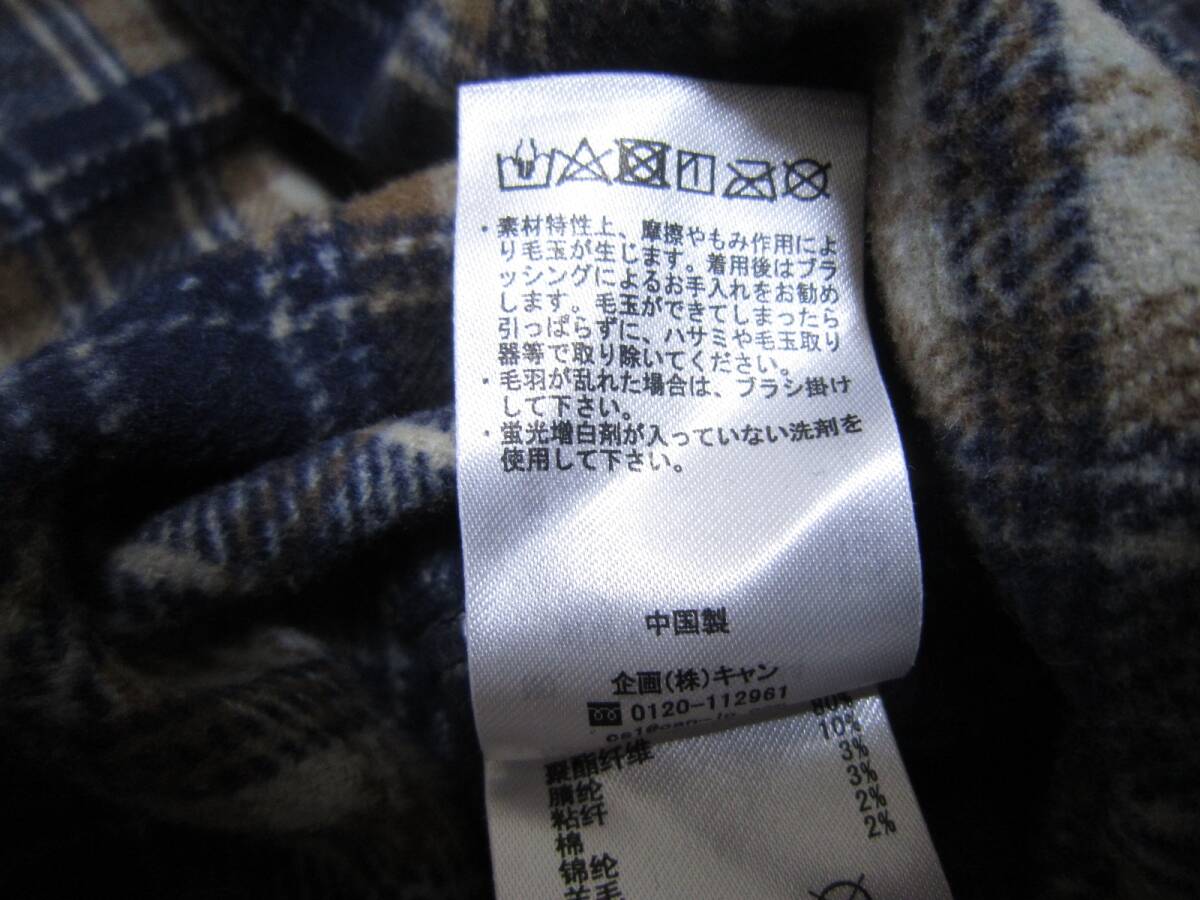 ・素材特性上、摩擦やもみ作用によ
り毛玉が生じます。着用後はブラ
ッシングによるお手入れをお勧め
します。毛玉ができてしまったら
引っぱらずに、ハサミや毛玉取り
器等で取り除いてください。
・毛羽が乱れた場合は、ブラシ掛け
して下さい。
・蛍光増白剤が入っていない洗剤を
使用して下さい。
中国製
企画(株)キャン
0120-112961
80%
聚酯纤维 10%
腈纶 3%
粘纤 3%
棉 2%
锦纶 2%
羊毛